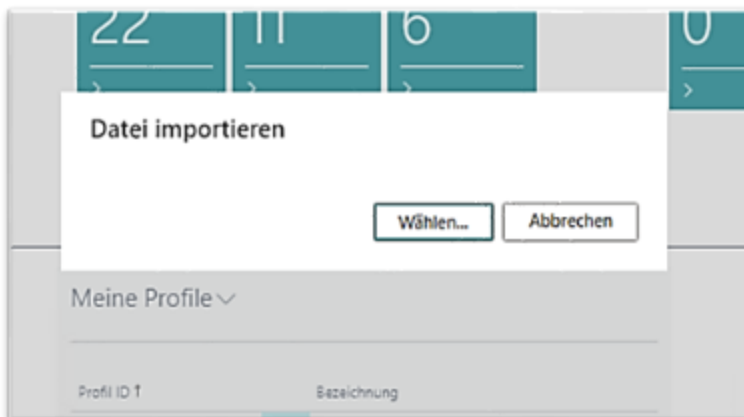 22 11 6 0
Datei importieren
Wählen... Abbrechen
Meine Profile
Profil ID ↑ Bezeichnung